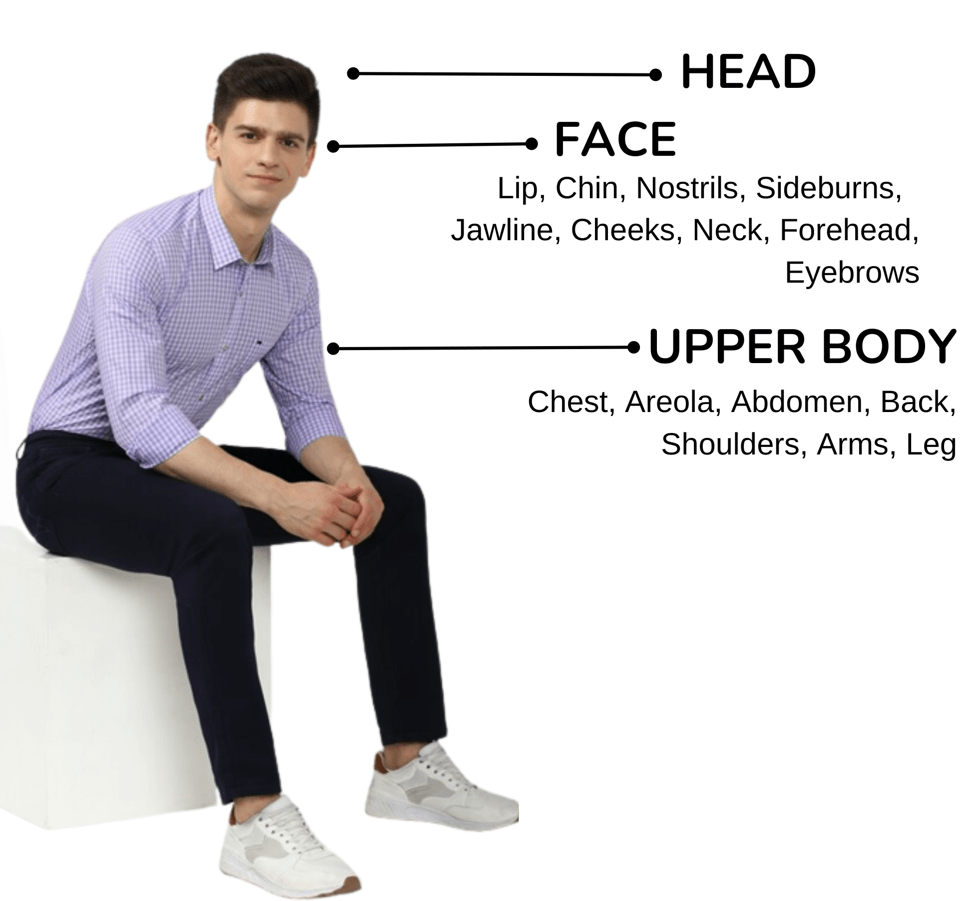 HEAD
FACE
Lip, Chin, Nostrils, Sideburns,
Jawline, Cheeks, Neck, Forehead,
Eyebrows
UPPER BODY
Chest, Areola, Abdomen, Back,
Shoulders, Arms, Leg